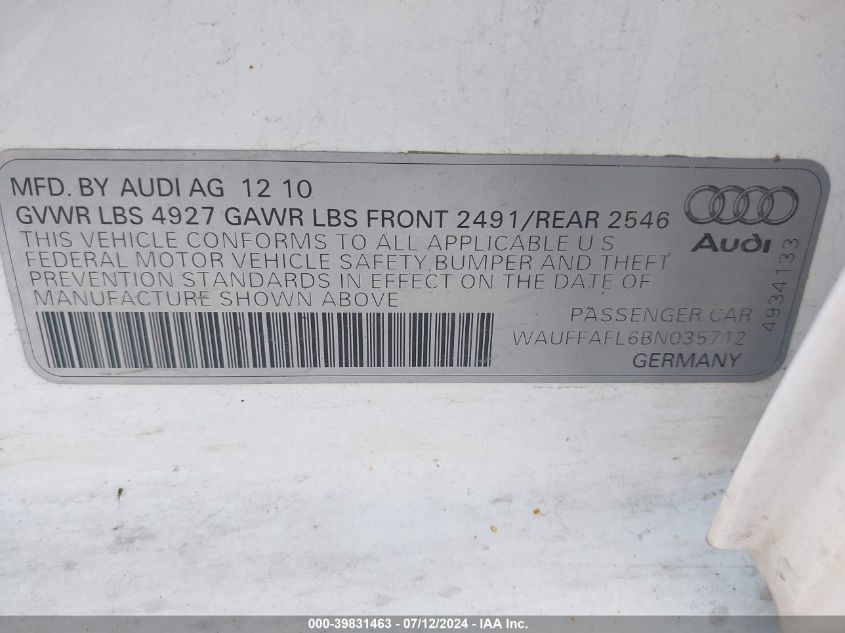 MFD. BY AUDI AG 12 10
GVWR LBS 4927 GAWR LBS FRONT 2491/REAR 2546
THIS VEHICLE CONFORMS TO ALL APPLICABLE U S
FEDERAL MOTOR VEHICLE SAFETY, BUMPER AND THEFT
PREVENTION STANDARDS IN EFFECT ON THE DATE OF
MANUFACTURE SHOWN ABOVE
Audi
4934133
PASSENGER CAR
WAUFFAFL6BN035712
GERMANY
000-39831463 - 07/12/2024 - IAA Inc.